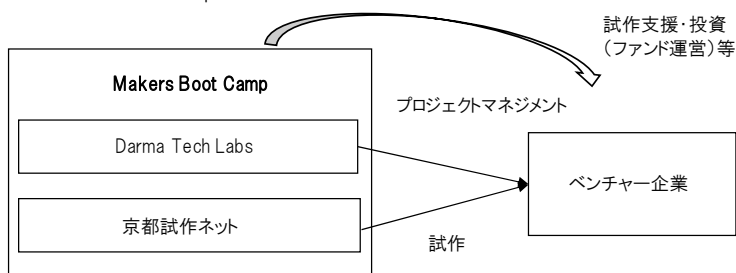 試作支援・投資
(ファンド運営)等
Makers Boot Camp
プロジェクトマネジメント
Darma Tech Labs
ベンチャー企業
京都試作ネット
試作